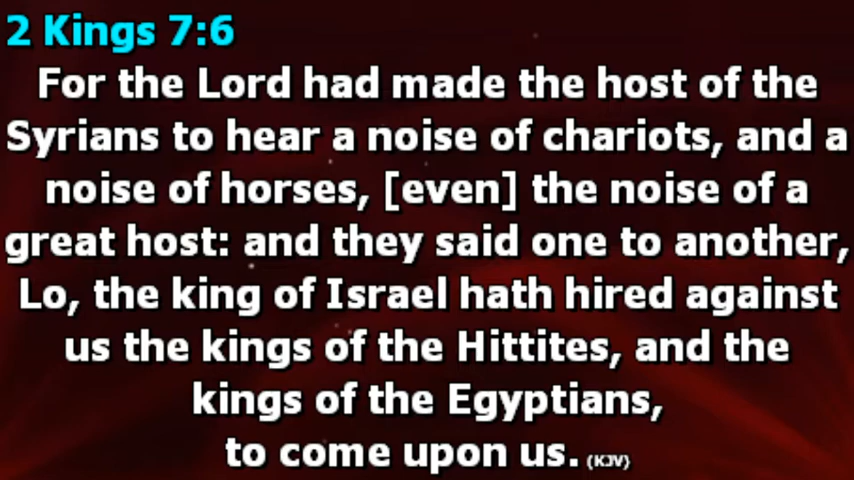 2 Kings 7:6
For the Lord had made the host of the
Syrians to hear a noise of chariots, and a
noise of horses, [even] the noise of a
great host: and they said one to another,
Lo, the king of Israel hath hired against
us the kings of the Hittites, and the
kings of the Egyptians,
to come upon us. (KJV)